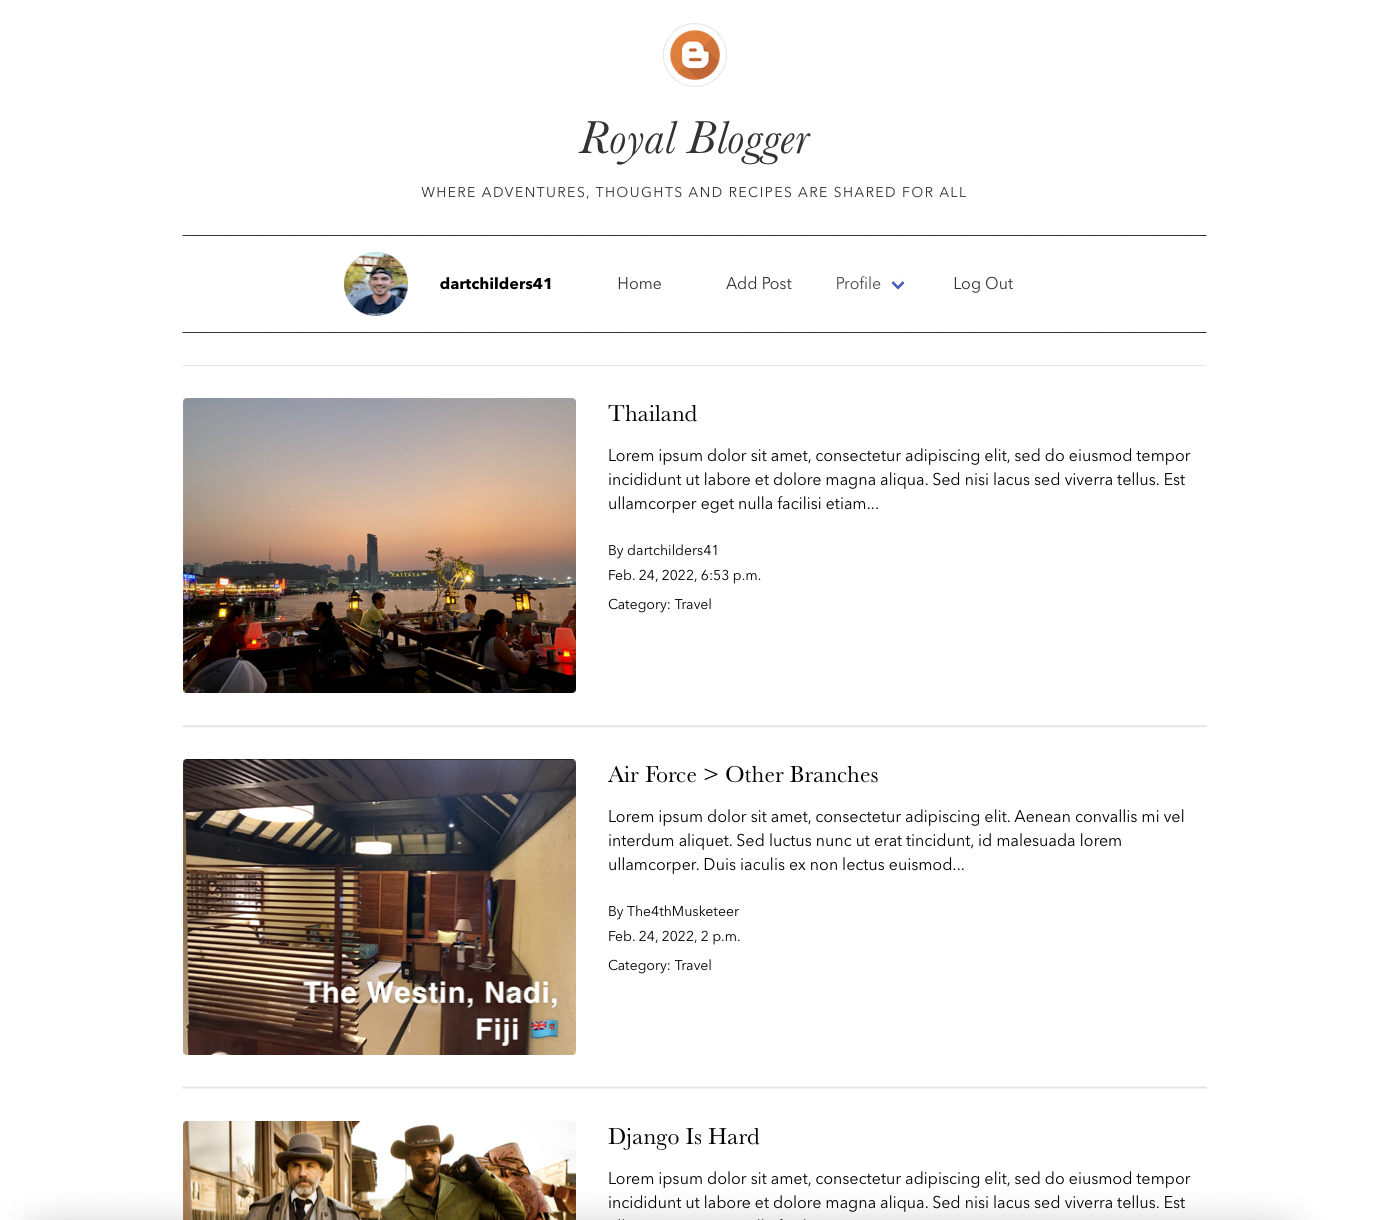 Royal Blogger
WHERE ADVENTURES, THOUGHTS AND RECIPES ARE SHARED FOR ALL
dartchilders41 Home Add Post Profile Log Out
Thailand
Lorem ipsum dolor sit amet, consectetur adipiscing elit, sed do eiusmod tempor
incididunt ut labore et dolore magna aliqua. Sed nisi lacus sed viverra tellus. Est
ullamcorper eget nulla facilisi etiam...
By dartchilders41
Feb. 24, 2022, 6:53 p.m.
Category: Travel
PATTAYA
Air Force > Other Branches
Lorem ipsum dolor sit amet, consectetur adipiscing elit. Aenean convallis mi vel
interdum aliquet. Sed luctus nunc ut erat tincidunt, id malesuada lorem
ullamcorper. Duis iaculis ex non lectus euismod...
By The4thMusketeer
Feb. 24, 2022, 2 p.m.
Category: Travel
The Westin, Nadi,
Fiji 🇫🇯
Django Is Hard
Lorem ipsum dolor sit amet, consectetur adipiscing elit, sed do eiusmod tempor
incididunt ut labore et dolore magna aliqua. Sed nisi lacus sed viverra tellus. Est